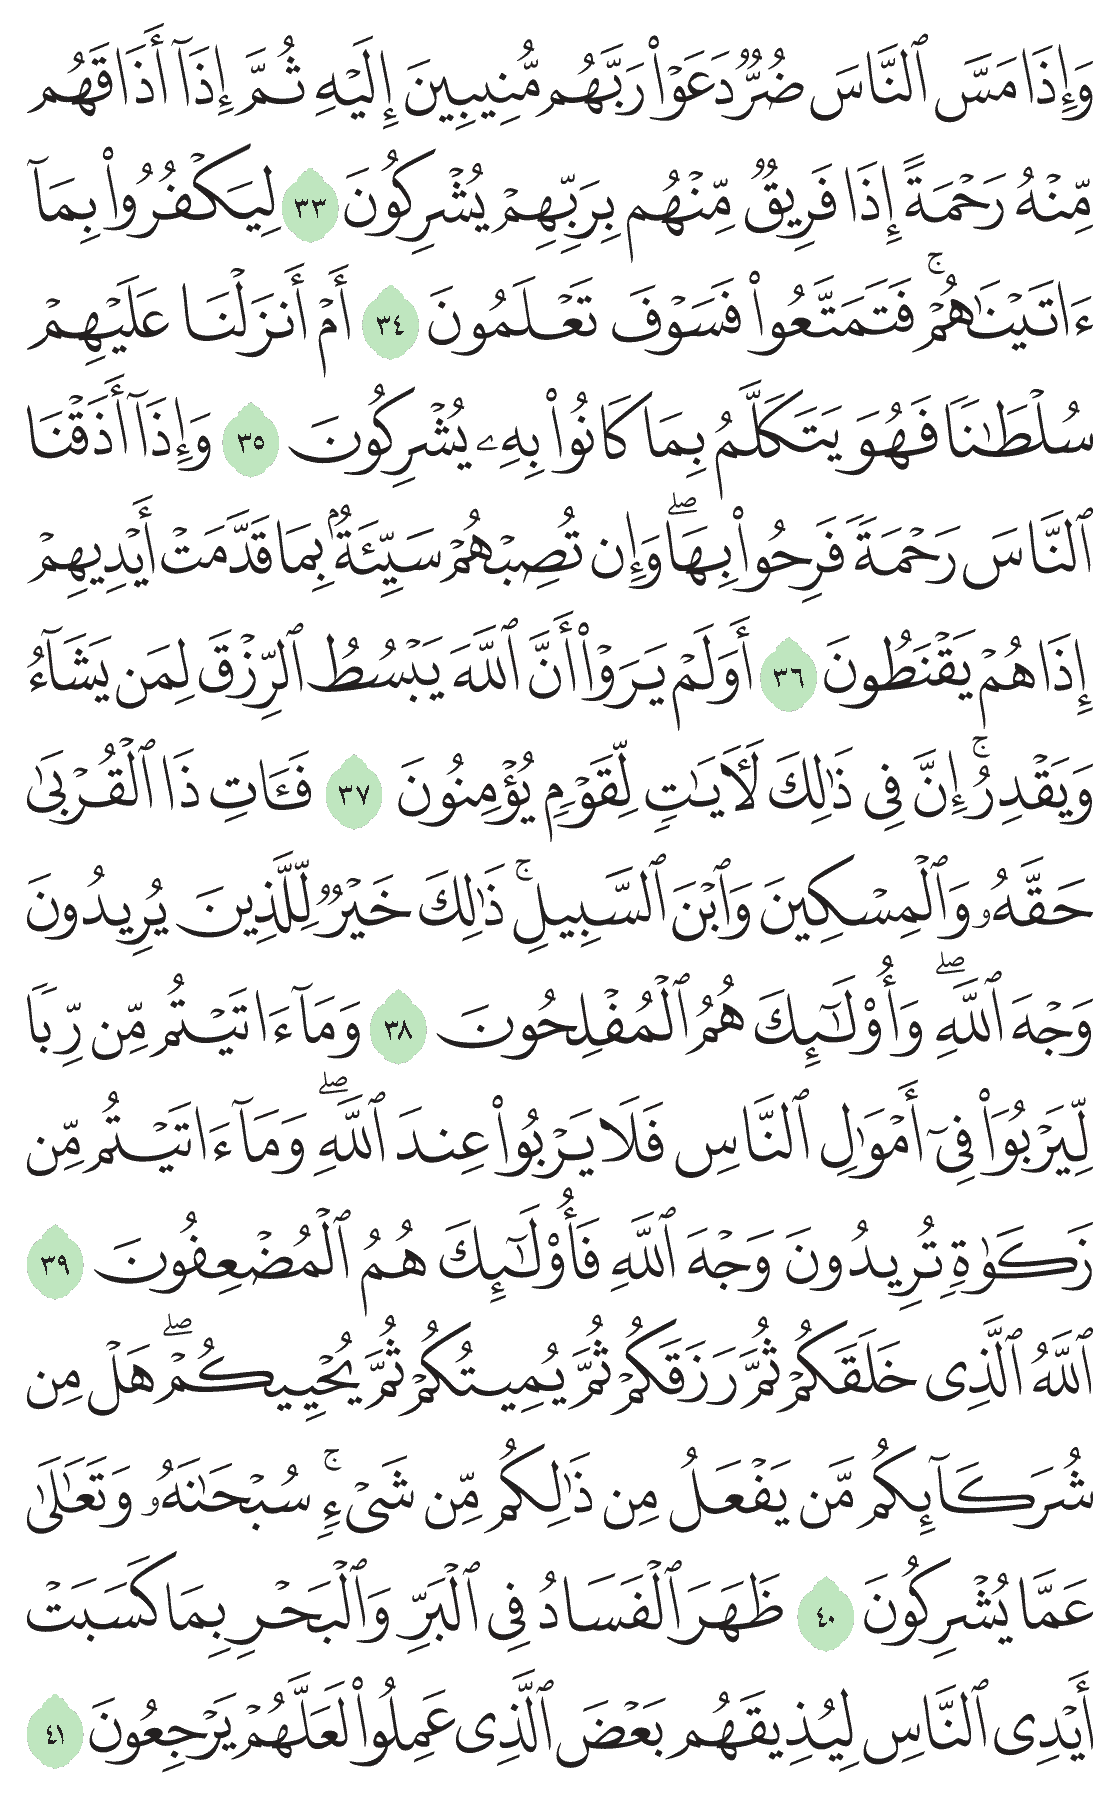 وَإِذَا مَسَّ ٱلنَّاسَ ضُرٌّ دَعَوۡاْ رَبَّهُم مُّنِيبِينَ إِلَيۡهِ ثُمَّ إِذَآ أَذَاقَهُم
مِّنۡهُ رَحۡمَةً إِذَا فَرِيقٌ مِّنۡهُم بِرَبِّهِمۡ يُشۡرِكُونَ ٣٣ لِيَكۡفُرُواْ بِمَآ
ءَاتَيۡنَٰهُمۡۚ فَتَمَتَّعُواْ فَسَوۡفَ تَعۡلَمُونَ ٣٤ أَمۡ أَنزَلۡنَا عَلَيۡهِمۡ
سُلۡطَٰنٗا فَهُوَ يَتَكَلَّمُ بِمَا كَانُواْ بِهِۦ يُشۡرِكُونَ ٣٥ وَإِذَآ أَذَقۡنَا
ٱلنَّاسَ رَحۡمَةٗ فَرِحُواْ بِهَاۖ وَإِن تُصِبۡهُمۡ سَيِّئَةُۢ بِمَا قَدَّمَتۡ أَيۡدِيهِمۡ
إِذَا هُمۡ يَقۡنَطُونَ ٣٦ أَوَلَمۡ يَرَوۡاْ أَنَّ ٱللَّهَ يَبۡسُطُ ٱلرِّزۡقَ لِمَن يَشَآءُ
وَيَقۡدِرُۚ إِنَّ فِي ذَٰلِكَ لَأٓيَٰتٖ لِّقَوۡمٖ يُؤۡمِنُونَ ٣٧ فَـَٔاتِ ذَا ٱلۡقُرۡبَىٰ
حَقَّهُۥ وَٱلۡمِسۡكِينَ وَٱبۡنَ ٱلسَّبِيلِۚ ذَٰلِكَ خَيۡرٞ لِّلَّذِينَ يُرِيدُونَ
وَجۡهَ ٱللَّهِۖ وَأُوْلَٰٓئِكَ هُمُ ٱلۡمُفۡلِحُونَ ٣٨ وَمَآ ءَاتَيۡتُم مِّن رِّبٗا
لِّيَرۡبُوَاْ فِيٓ أَمۡوَٰلِ ٱلنَّاسِ فَلَا يَرۡبُواْ عِندَ ٱللَّهِۖ وَمَآ ءَاتَيۡتُم مِّن
زَكَوٰةٖ تُرِيدُونَ وَجۡهَ ٱللَّهِ فَأُوْلَٰٓئِكَ هُمُ ٱلۡمُضۡعِفُونَ ٣٩
ٱللَّهُ ٱلَّذِي خَلَقَكُمۡ ثُمَّ رَزَقَكُمۡ ثُمَّ يُمِيتُكُمۡ ثُمَّ يُحۡيِيكُمۡۖ هَلۡ مِن
شُرَكَآئِكُم مَّن يَفۡعَلُ مِن ذَٰلِكُم مِّن شَيۡءٖۚ سُبۡحَٰنَهُۥ وَتَعَٰلَىٰ
عَمَّا يُشۡرِكُونَ ٤٠ ظَهَرَ ٱلۡفَسَادُ فِي ٱلۡبَرِّ وَٱلۡبَحۡرِ بِمَا كَسَبَتۡ
أَيۡدِي ٱلنَّاسِ لِيُذِيقَهُم بَعۡضَ ٱلَّذِي عَمِلُواْ لَعَلَّهُمۡ يَرۡجِعُونَ ٤١